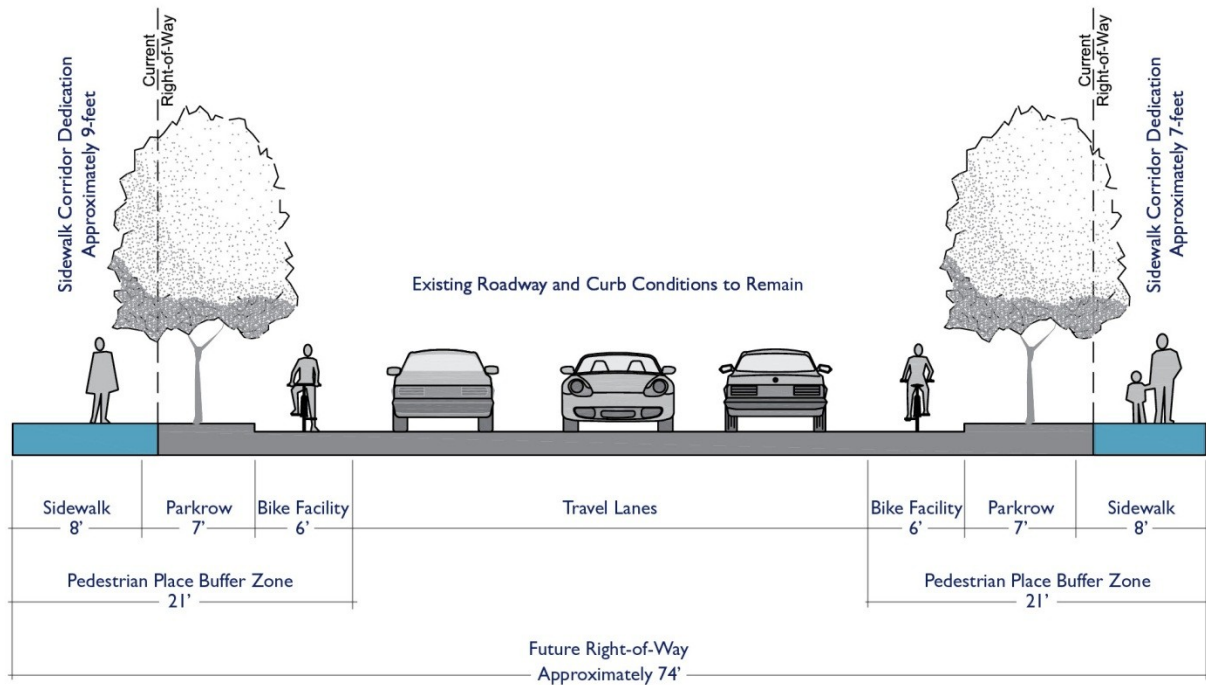 Sidewalk Corridor Dedication
Approximately 9-feet
Current
Right-of-Way
Current
Right-of-Way
Sidewalk Corridor Dedication
Approximately 7-feet
Existing Roadway and Curb Conditions to Remain
Sidewalk
8'
Parkrow
7'
Bike Facility
6'
Travel Lanes
Bike Facility
6'
Parkrow
7'
Sidewalk
8'
Pedestrian Place Buffer Zone
21'
Pedestrian Place Buffer Zone
21'
Future Right-of-Way
Approximately 74'